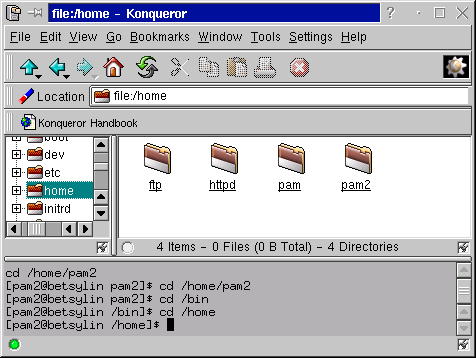 file:/home - Konqueror
File Edit View Go Bookmarks Window Tools Settings Help
Location file:/home
Konqueror Handbook
boot
dev
etc
home
initrd
ftp httpd pam pam2
4 Items - 0 Files (0 B Total) - 4 Directories
cd /home/pam2
[pam2@betsylin pam2]$ cd /home/pam2
[pam2@betsylin pam2]$ cd /bin
[pam2@betsylin /bin]$ cd /home
[pam2@betsylin /home]$